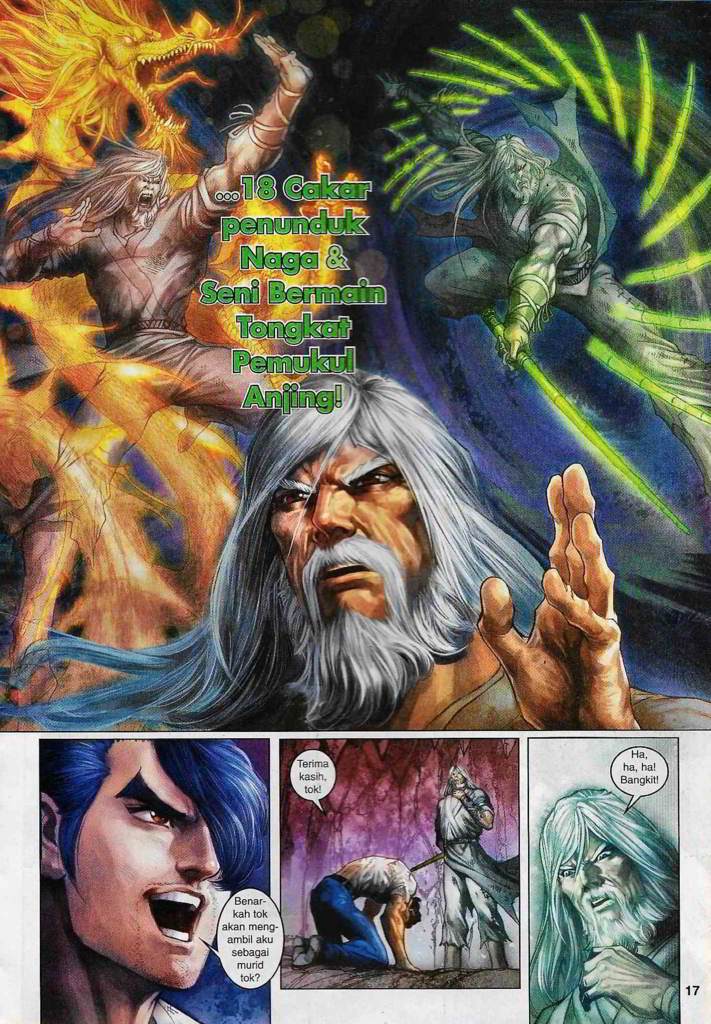 ...18 Cakar
penunduk
Naga &
Seni Bermain
Tongkat
Pemukul
Anjing!
Benar-
kah tok
akan meng-
ambil aku
sebagai
murid
tok?
Terima
kasih,
tok!
Ha,
ha, ha!
Bangkit!
17